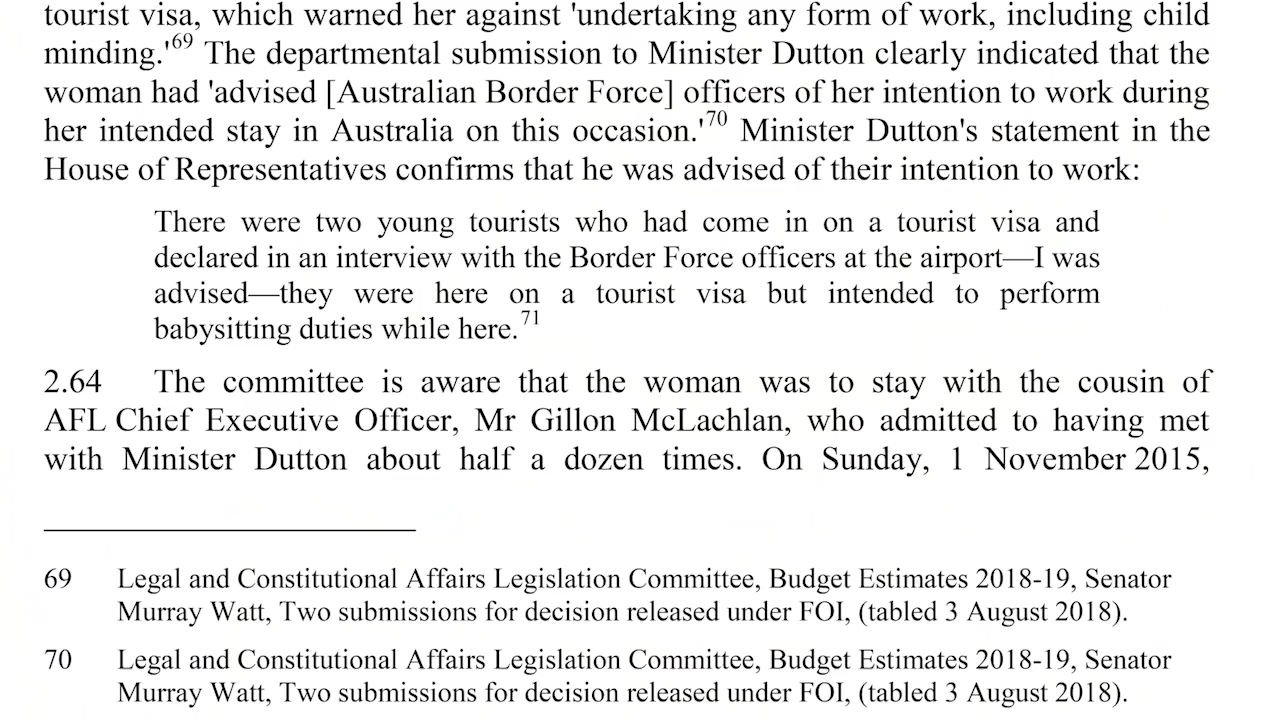 tourist visa, which warned her against 'undertaking any form of work, including child
minding.'69 The departmental submission to Minister Dutton clearly indicated that the
woman had 'advised [Australian Border Force] officers of her intention to work during
her intended stay in Australia on this occasion.'70 Minister Dutton's statement in the
House of Representatives confirms that he was advised of their intention to work:
There were two young tourists who had come in on a tourist visa and
declared in an interview with the Border Force officers at the airport—I was
advised—they were here on a tourist visa but intended to perform
babysitting duties while here.71
2.64 The committee is aware that the woman was to stay with the cousin of
AFL Chief Executive Officer, Mr Gillon McLachlan, who admitted to having met
with Minister Dutton about half a dozen times. On Sunday, 1 November 2015,
69 Legal and Constitutional Affairs Legislation Committee, Budget Estimates 2018-19, Senator
Murray Watt, Two submissions for decision released under FOI, (tabled 3 August 2018).
70 Legal and Constitutional Affairs Legislation Committee, Budget Estimates 2018-19, Senator
Murray Watt, Two submissions for decision released under FOI, (tabled 3 August 2018).